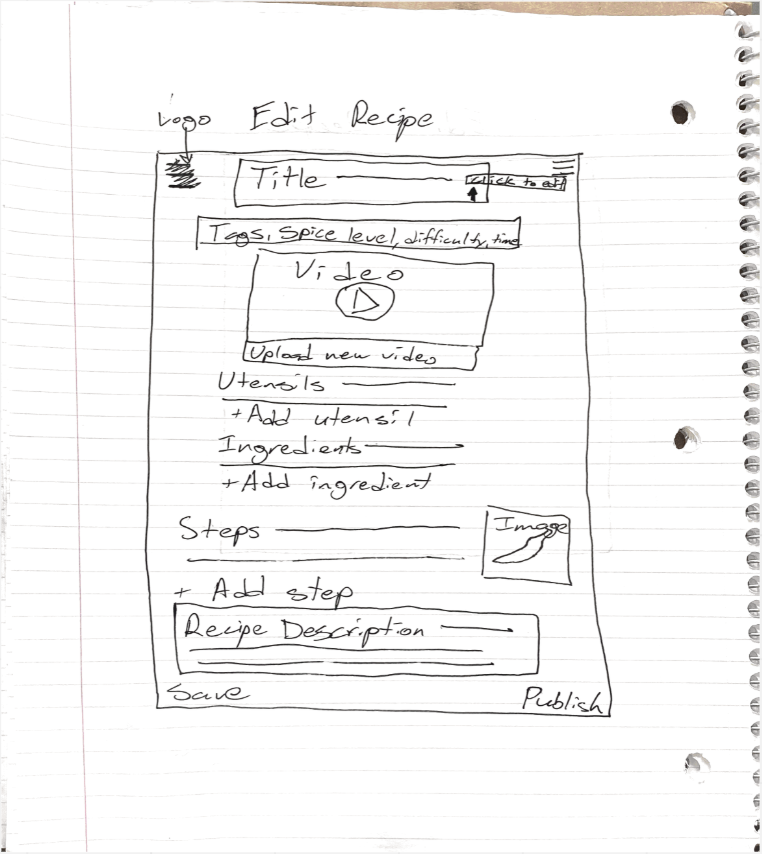 Logo Edit Recipe
Title
Click to edit
Tags, Spice level, difficulty, time
Video
Upload new video
Utensils
+Add utensil
Ingredients
+Add ingredient
Steps
Image
+ Add step
Recipe Description
Save
Publish